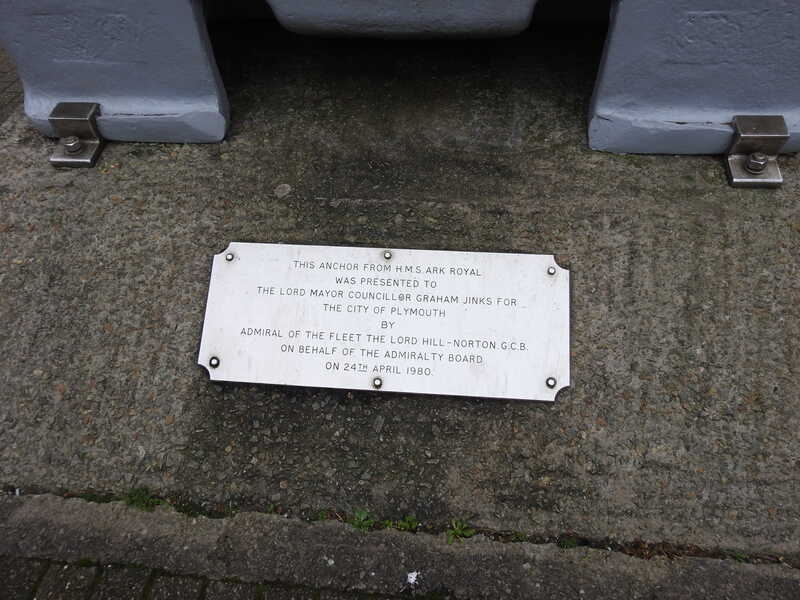 THIS ANCHOR FROM H.M.S. ARK ROYAL
WAS PRESENTED TO
THE LORD MAYOR COUNCILLOR GRAHAM JINKS FOR
THE CITY OF PLYMOUTH
BY
ADMIRAL OF THE FLEET THE LORD HILL-NORTON. G.C.B.
ON BEHALF OF THE ADMIRALTY BOARD
ON 24TH APRIL 1980.